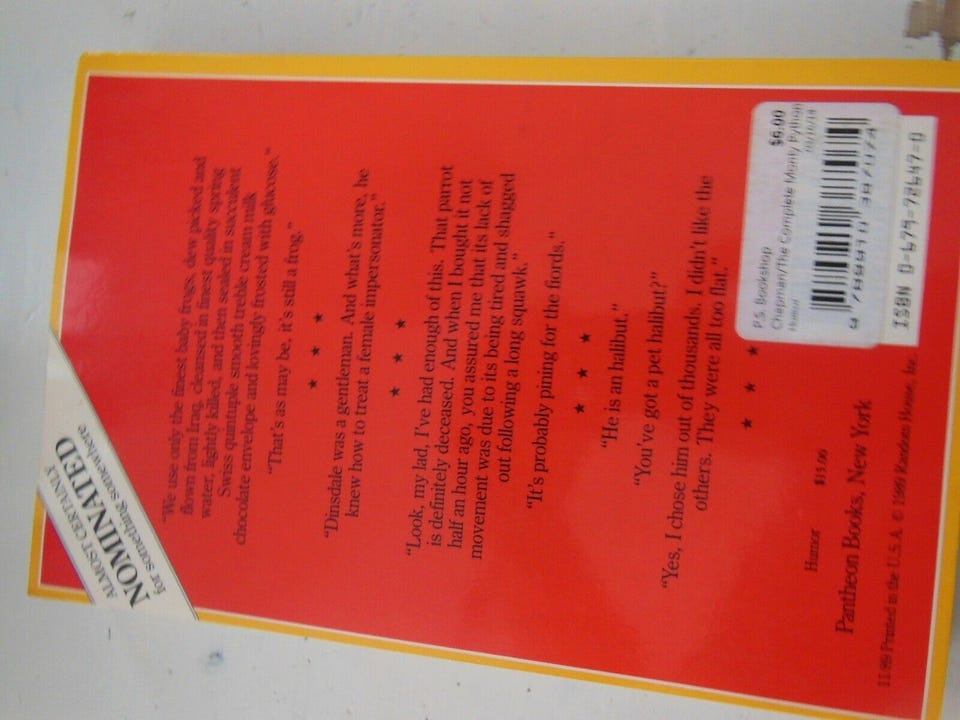 ALMOST CERTAINLY
NOMINATED
for something somewhere
"We use only the finest baby frogs, dew packed and
flown from Iraq, cleansed in finest quality spring
water, lightly killed, and then sealed in succulent
Swiss quintuple smooth treble cream milk
chocolate envelope and lovingly frosted with glucose."
"That's as may be, it's still a frog."
★ ★ ★
"Dinsdale was a gentleman. And what's more, he
knew how to treat a female impersonator."
★ ★ ★
"Look, my lad, I've had enough of this. That parrot
is definitely deceased. And when I bought it not
half an hour ago, you assured me that its lack of
movement was due to its being tired and shagged
out following a long squawk."
"It's probably pining for the fiords."
★ ★ ★
"He is an halibut."
"You've got a pet halibut?"
"Yes, I chose him out of thousands. I didn't like the
others. They were all too flat."
★ ★ ★
Humor $15.96
Pantheon Books, New York
11/89 Printed in the U.S.A. © 1989 Random House, Inc.
$6.00
P.S. Bookshop
Chapman/The Complete Monty Python
Humor
ISBN 0-679-72647-0